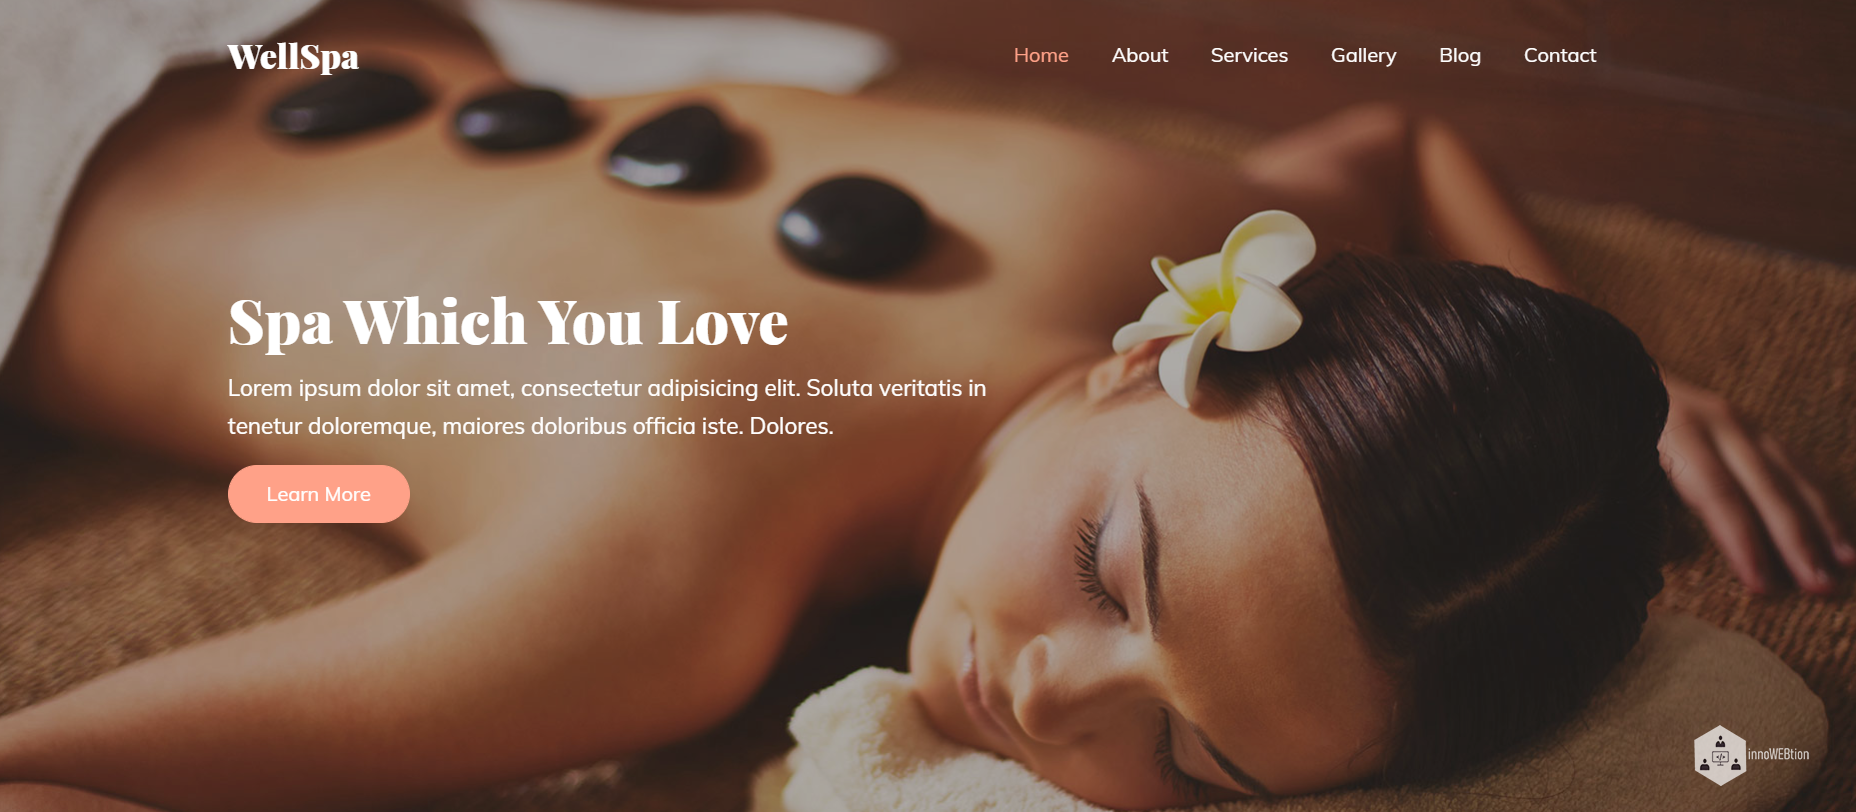 WellSpa
Home About Services Gallery Blog Contact
Spa Which You Love
Lorem ipsum dolor sit amet, consectetur adipisicing elit. Soluta veritatis in
tenetur doloremque, maiores doloribus officia iste. Dolores.
Learn More
innoWEBtion